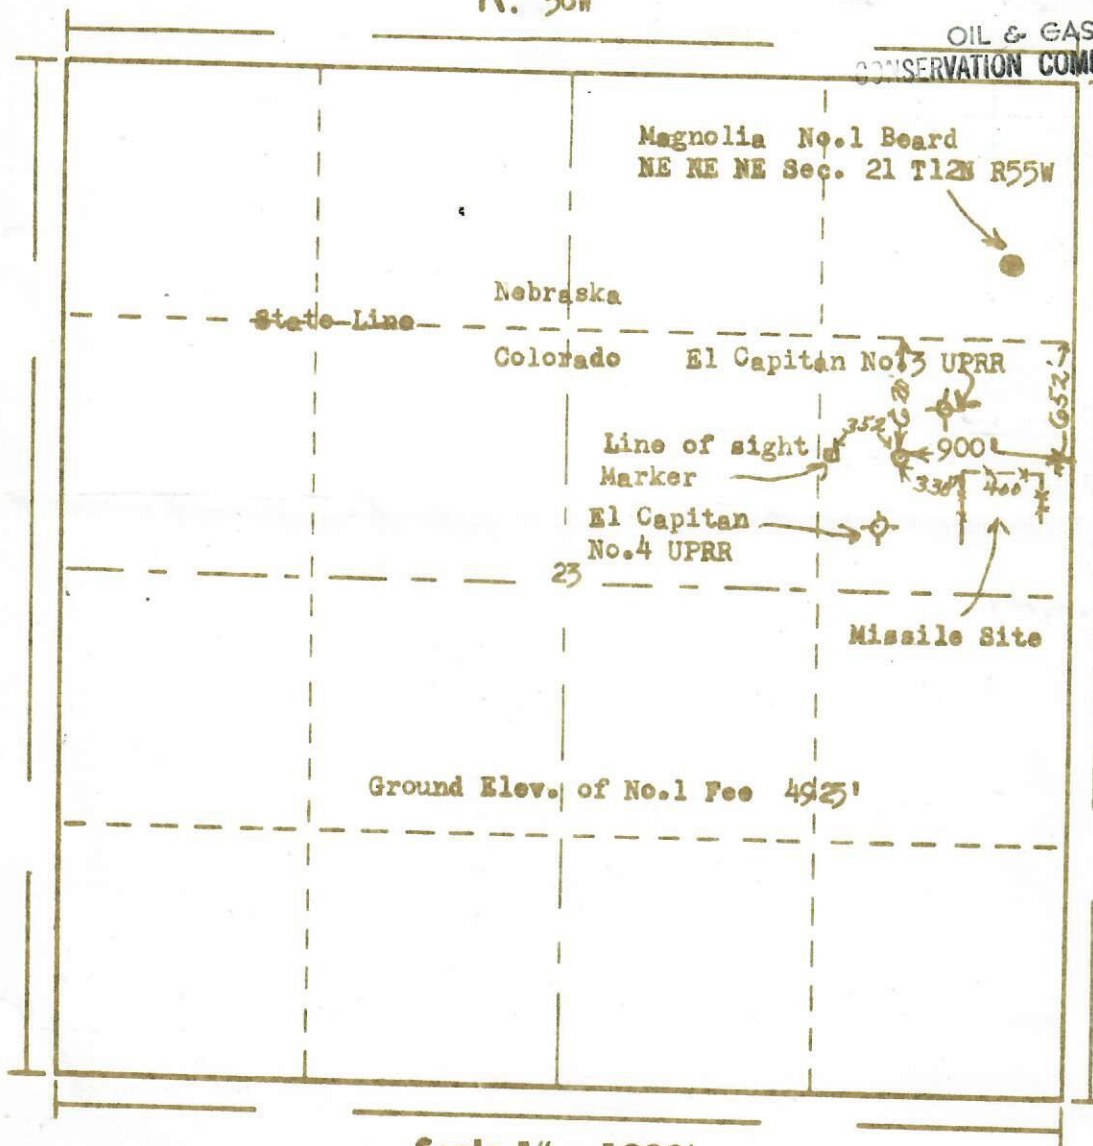 R. 56W
OIL & GAS
CONSERVATION COM
Magnolia No.1 Beard
NE NE NE Sec. 21 T12N R55W
Nebraska
State Line
Colorado
El Capitan No.3 UPRR
652
352
Line of sight
Marker
900'
330'
400'
El Capitan
No.4 UPRR
23
Missile Site
Ground Elev. of No.1 Fee 4925'